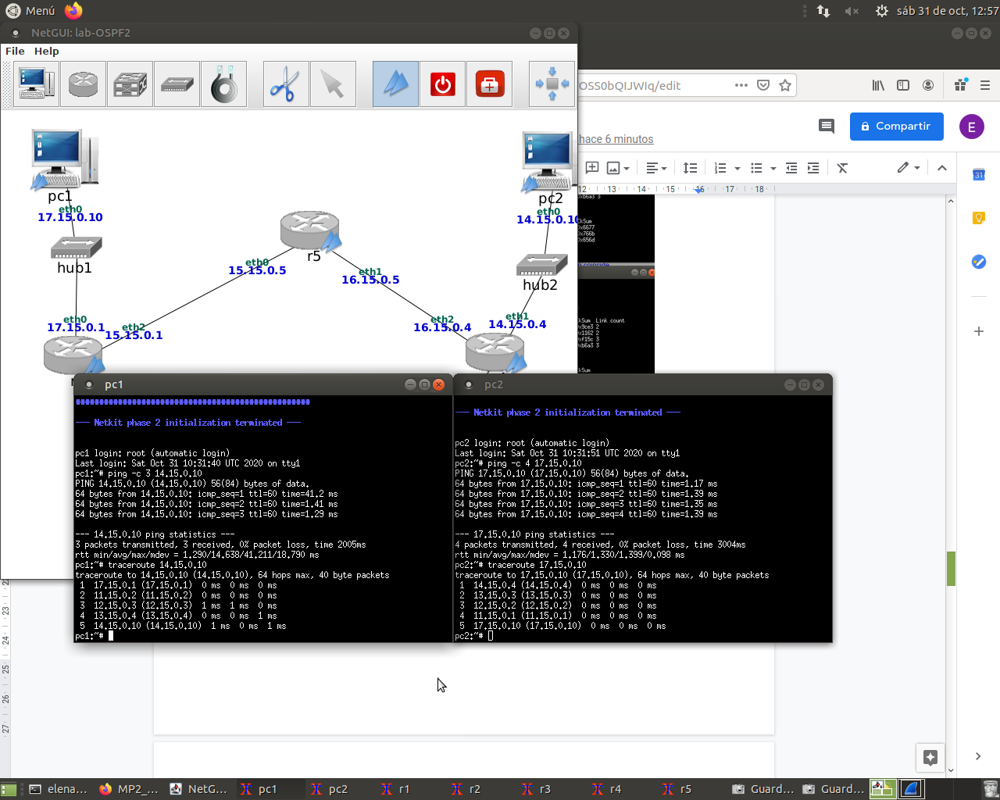 Menú
sáb 31 de oct, 12:57
NetGUI: lab-OSPF2
File Help
OSS0bQIJWIq/edit
Compartir
E
hace 6 minutos
12 13 14 15 16 17 18
pc1
eth0
17.15.0.10
hub1
eth0
17.15.0.1
eth2
15.15.0.1
eth0
15.15.0.5
r5
eth1
16.15.0.5
eth2
16.15.0.4
eth1
14.15.0.4
pc2
eth0
14.15.0.10
hub2
kSum
0x6677
0x766b
0x656d
kSum Link count
0x9ce3 2
0x1162 2
0xf15c 3
0xb6a3 3
kSum
31
pc1
--- Netkit phase 2 initialization terminated ---
pc1 login: root (automatic login)
Last login: Sat Oct 31 10:31:40 UTC 2020 on tty1
pc1:~# ping -c 3 14.15.0.10
PING 14.15.0.10 (14.15.0.10) 56(84) bytes of data.
64 bytes from 14.15.0.10: icmp_seq=1 ttl=60 time=41.2 ms
64 bytes from 14.15.0.10: icmp_seq=2 ttl=60 time=1.41 ms
64 bytes from 14.15.0.10: icmp_seq=3 ttl=60 time=1.29 ms
--- 14.15.0.10 ping statistics ---
3 packets transmitted, 3 received, 0% packet loss, time 2005ms
rtt min/avg/max/mdev = 1.290/14.638/41.211/18.790 ms
pc1:~# traceroute 14.15.0.10
traceroute to 14.15.0.10 (14.15.0.10), 64 hops max, 40 byte packets
1 17.15.0.1 (17.15.0.1) 0 ms 0 ms 0 ms
2 11.15.0.2 (11.15.0.2) 0 ms 0 ms 0 ms
3 12.15.0.3 (12.15.0.3) 1 ms 1 ms 0 ms
4 13.15.0.4 (13.15.0.4) 0 ms 0 ms 1 ms
5 14.15.0.10 (14.15.0.10) 1 ms 0 ms 1 ms
pc1:~#
pc2
--- Netkit phase 2 initialization terminated ---
pc2 login: root (automatic login)
Last login: Sat Oct 31 10:31:51 UTC 2020 on tty1
pc2:~# ping -c 4 17.15.0.10
PING 17.15.0.10 (17.15.0.10) 56(84) bytes of data.
64 bytes from 17.15.0.10: icmp_seq=1 ttl=60 time=1.17 ms
64 bytes from 17.15.0.10: icmp_seq=2 ttl=60 time=1.39 ms
64 bytes from 17.15.0.10: icmp_seq=3 ttl=60 time=1.35 ms
64 bytes from 17.15.0.10: icmp_seq=4 ttl=60 time=1.39 ms
--- 17.15.0.10 ping statistics ---
4 packets transmitted, 4 received, 0% packet loss, time 3004ms
rtt min/avg/max/mdev = 1.176/1.330/1.399/0.098 ms
pc2:~# traceroute 17.15.0.10
traceroute to 17.15.0.10 (17.15.0.10), 64 hops max, 40 byte packets
1 14.15.0.4 (14.15.0.4) 0 ms 0 ms 0 ms
2 13.15.0.3 (13.15.0.3) 0 ms 0 ms 0 ms
3 12.15.0.2 (12.15.0.2) 0 ms 0 ms 0 ms
4 11.15.0.1 (11.15.0.1) 0 ms 0 ms 0 ms
5 17.15.0.10 (17.15.0.10) 0 ms 0 ms 0 ms
pc2:~#
23
24
25
26
27
elena...
MP2_...
NetG...
pc1
pc2
r1
r2
r3
r4
r5
Guard...
Guard...